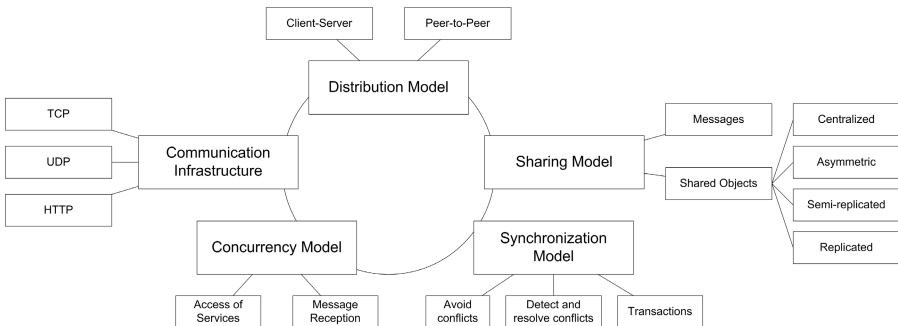 Client-Server
Peer-to-Peer
Distribution Model
TCP
UDP
HTTP
Communication
Infrastructure
Sharing Model
Messages
Shared Objects
Centralized
Asymmetric
Semi-replicated
Replicated
Concurrency Model
Access of
Services
Message
Reception
Synchronization
Model
Avoid
conflicts
Detect and
resolve conflicts
Transactions